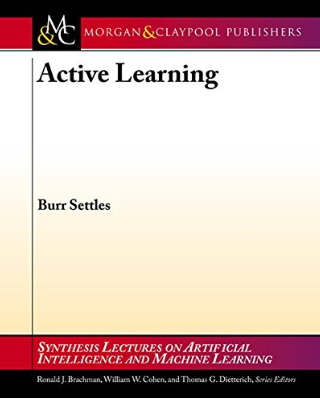 M
&C
MORGAN & CLAYPOOL PUBLISHERS
Active Learning
Burr Settles
SYNTHESIS LECTURES ON ARTIFICIAL
INTELLIGENCE AND MACHINE LEARNING
Ronald J. Brachman, William W. Cohen, and Thomas G. Dietterich, Series Editors